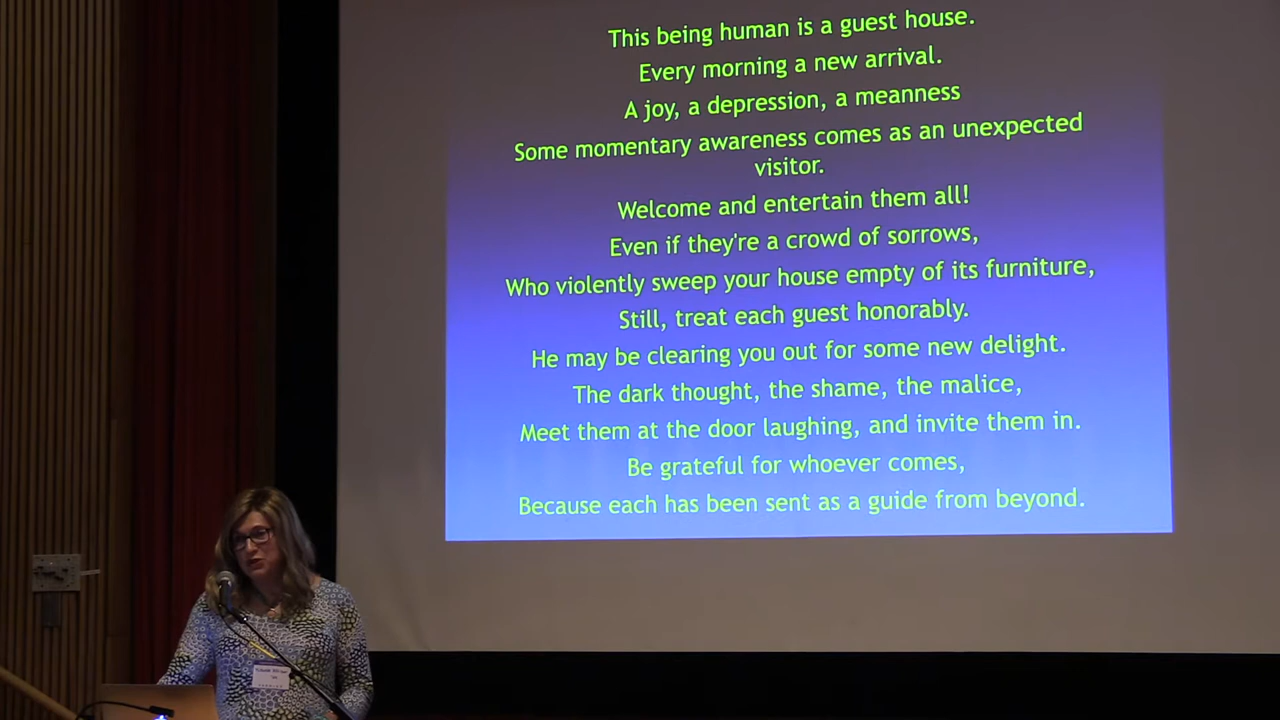 This being human is a guest house.
Every morning a new arrival.
A joy, a depression, a meanness
Some momentary awareness comes as an unexpected
visitor.
Welcome and entertain them all!
Even if they're a crowd of sorrows,
Who violently sweep your house empty of its furniture,
Still, treat each guest honorably.
He may be clearing you out for some new delight.
The dark thought, the shame, the malice,
Meet them at the door laughing, and invite them in.
Be grateful for whoever comes,
Because each has been sent as a guide from beyond.